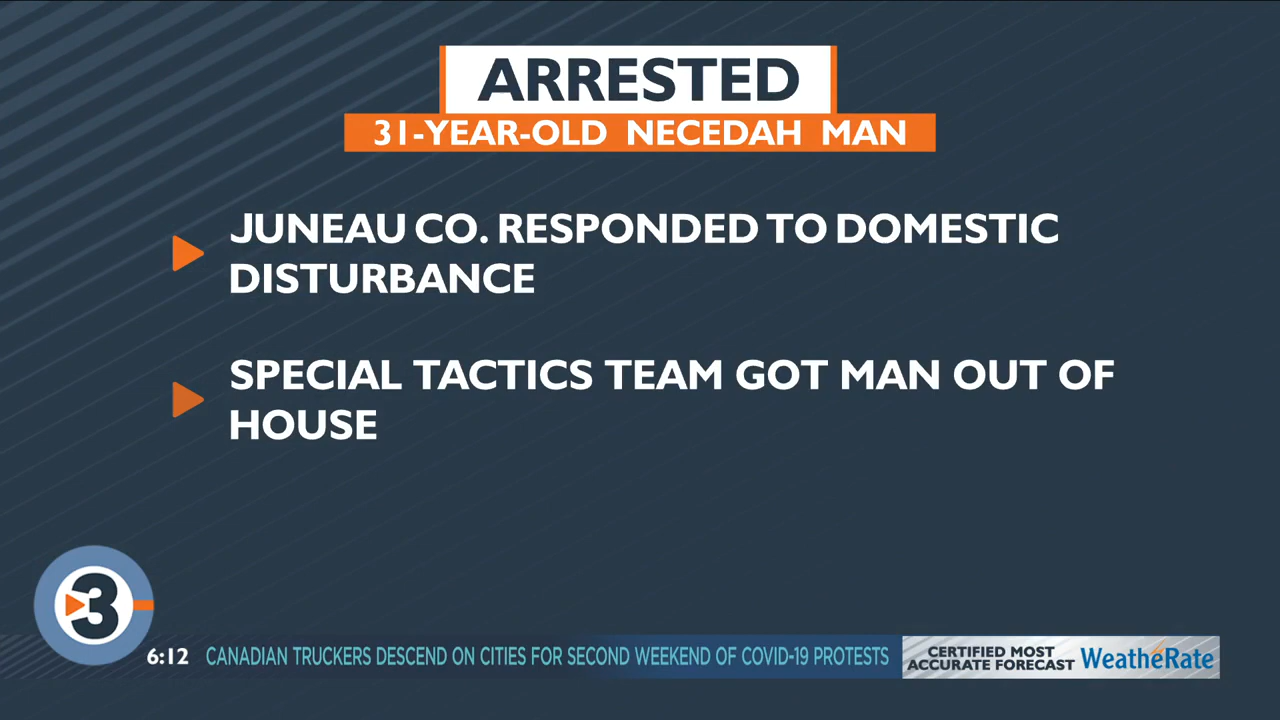 ARRESTED
31-YEAR-OLD NECEDAH MAN
JUNEAU CO. RESPONDED TO DOMESTIC
DISTURBANCE
SPECIAL TACTICS TEAM GOT MAN OUT OF
HOUSE
3
6:12 CANADIAN TRUCKERS DESCEND ON CITIES FOR SECOND WEEKEND OF COVID-19 PROTESTS
CERTIFIED MOST
ACCURATE FORECAST
WeatheRate